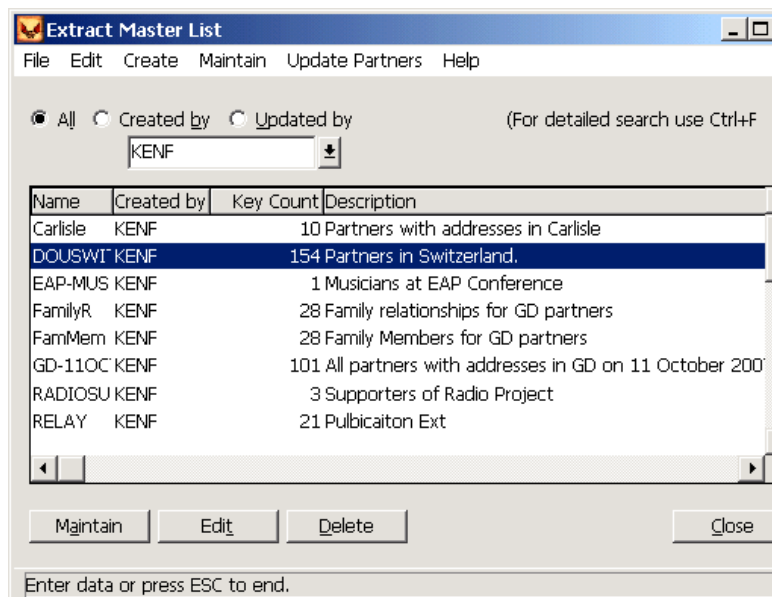 Extract Master List
File Edit Create Maintain Update Partners Help
All Created by Updated by (For detailed search use Ctrl+F
KENF
Name Created by Key Count Description
Carlisle KENF 10 Partners with addresses in Carlisle
DOUSWI KENF 154 Partners in Switzerland.
EAP-MUS KENF 1 Musicians at EAP Conference
FamilyR KENF 28 Family relationships for GD partners
FamMem KENF 28 Family Members for GD partners
GD-11OC KENF 101 All partners with addresses in GD on 11 October 200
RADIOSU KENF 3 Supporters of Radio Project
RELAY KENF 21 Pulbicaiton Ext
Maintain Edit Delete Close
Enter data or press ESC to end.